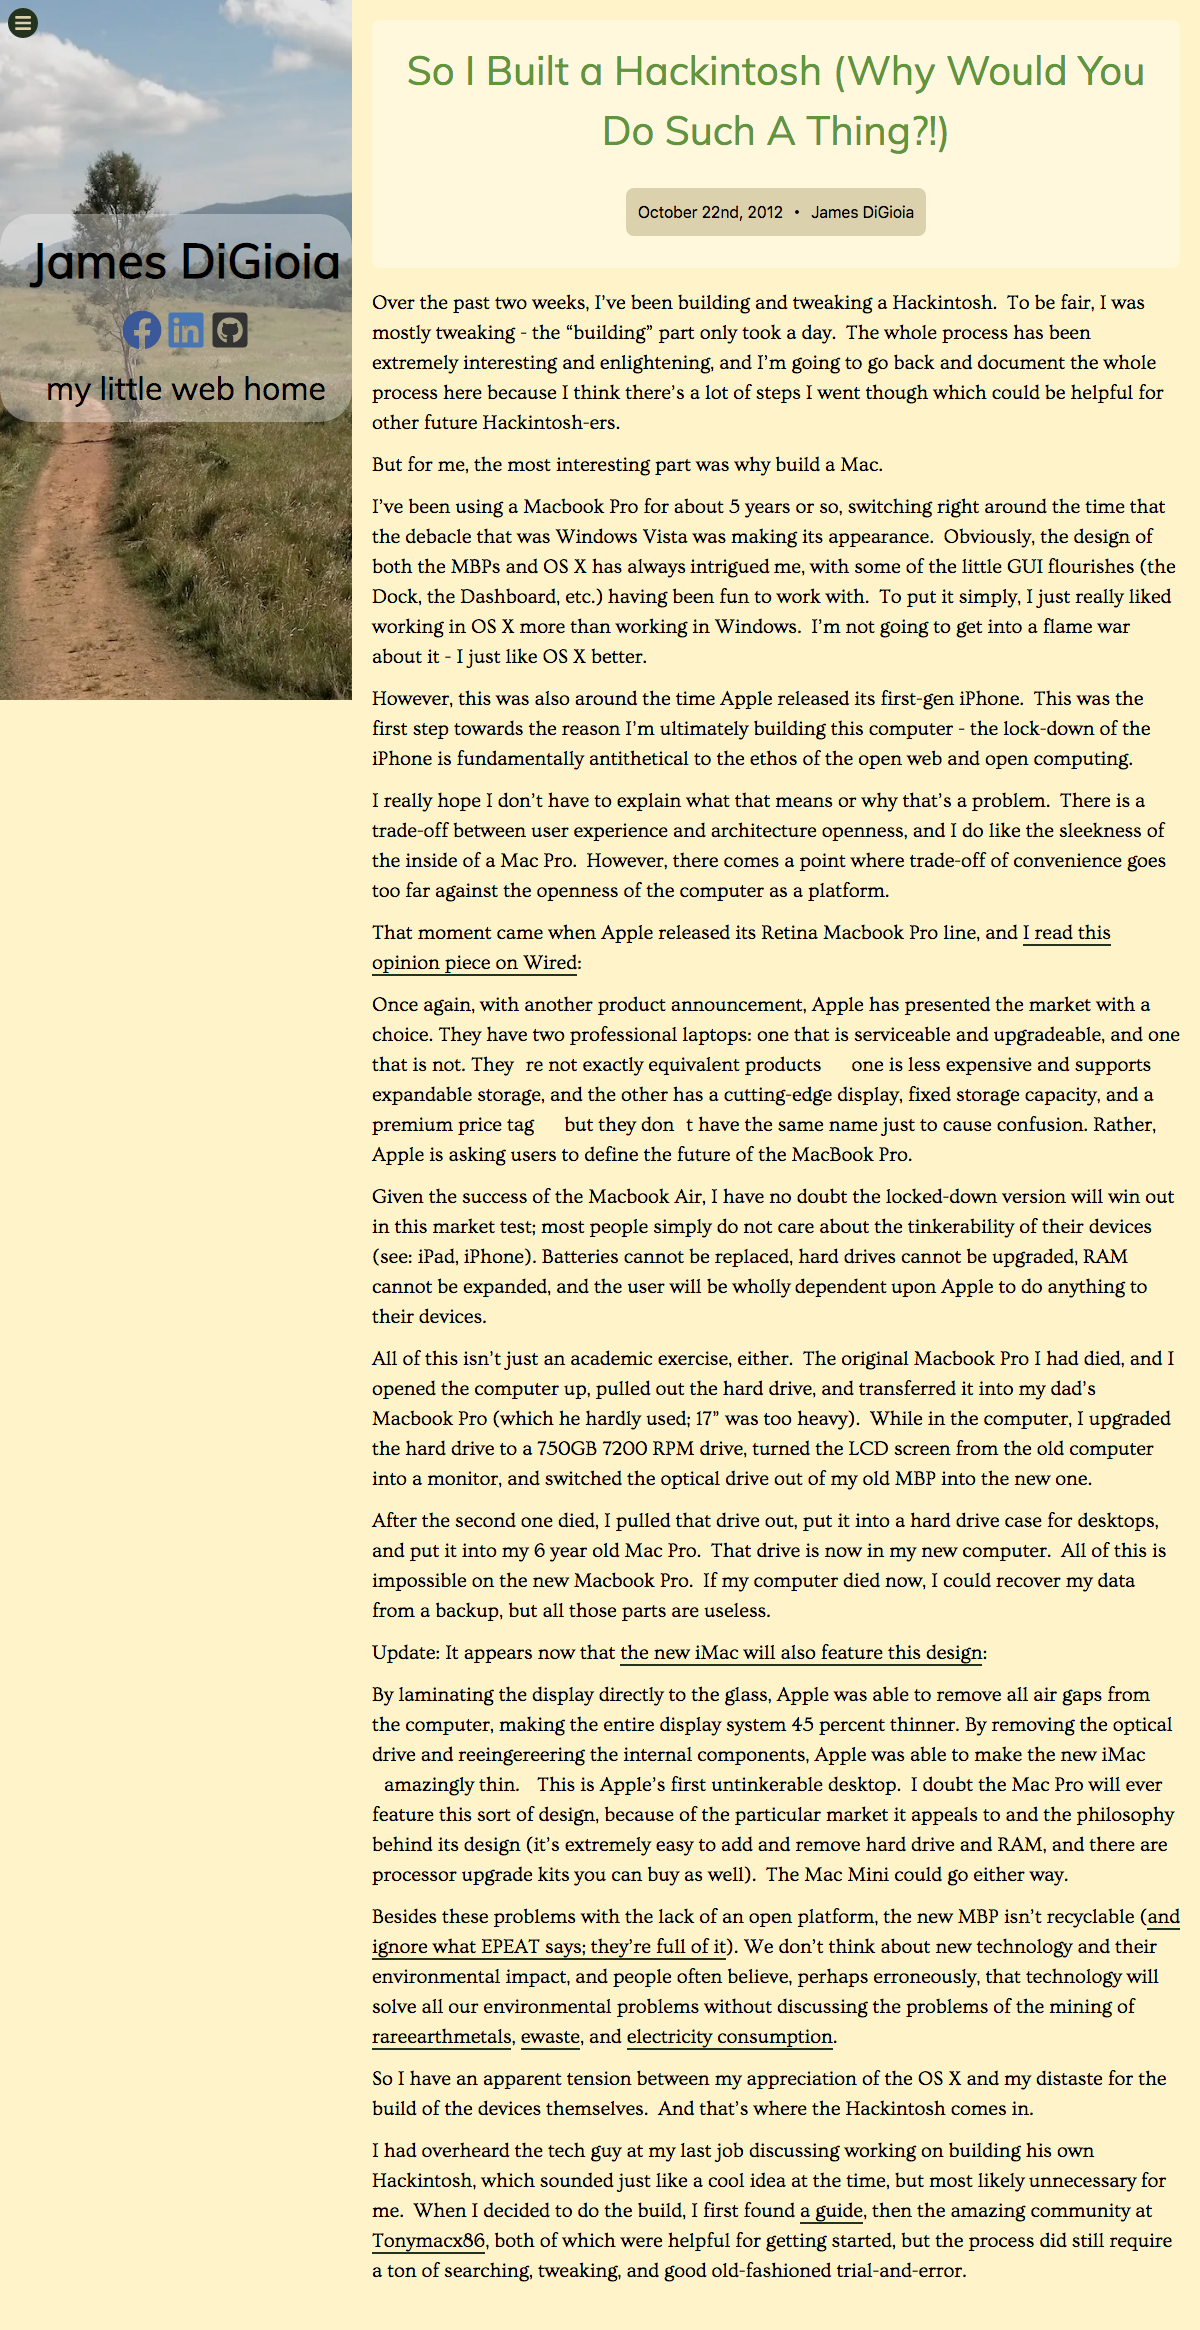 James DiGioia
my little web home
So I Built a Hackintosh (Why Would You
Do Such A Thing?!)
October 22nd, 2012 • James DiGioia
Over the past two weeks, I’ve been building and tweaking a Hackintosh.  To be fair, I was
mostly tweaking - the “building” part only took a day.  The whole process has been
extremely interesting and enlightening, and I’m going to go back and document the whole
process here because I think there’s a lot of steps I went though which could be helpful for
other future Hackintosh-ers.
But for me, the most interesting part was why build a Mac.
I’ve been using a Macbook Pro for about 5 years or so, switching right around the time that
the debacle that was Windows Vista was making its appearance.  Obviously, the design of
both the MBPs and OS X has always intrigued me, with some of the little GUI flourishes (the
Dock, the Dashboard, etc.) having been fun to work with.  To put it simply, I just really liked
working in OS X more than working in Windows.  I’m not going to get into a flame war
about it - I just like OS X better.
However, this was also around the time Apple released its first-gen iPhone.  This was the
first step towards the reason I’m ultimately building this computer - the lock-down of the
iPhone is fundamentally antithetical to the ethos of the open web and open computing.
I really hope I don’t have to explain what that means or why that’s a problem.  There is a
trade-off between user experience and architecture openness, and I do like the sleekness of
the inside of a Mac Pro.  However, there comes a point where trade-off of convenience goes
too far against the openness of the computer as a platform.
That moment came when Apple released its Retina Macbook Pro line, and I read this
opinion piece on Wired:
Once again, with another product announcement, Apple has presented the market with a
choice. They have two professional laptops: one that is serviceable and upgradeable, and one
that is not. They  re not exactly equivalent products    one is less expensive and supports
expandable storage, and the other has a cutting-edge display, fixed storage capacity, and a
premium price tag    but they don  t have the same name just to cause confusion. Rather,
Apple is asking users to define the future of the MacBook Pro.
Given the success of the Macbook Air, I have no doubt the locked-down version will win out
in this market test; most people simply do not care about the tinkerability of their devices
(see: iPad, iPhone). Batteries cannot be replaced, hard drives cannot be upgraded, RAM
cannot be expanded, and the user will be wholly dependent upon Apple to do anything to
their devices.
All of this isn’t just an academic exercise, either.  The original Macbook Pro I had died, and I
opened the computer up, pulled out the hard drive, and transferred it into my dad’s
Macbook Pro (which he hardly used; 17” was too heavy).  While in the computer, I upgraded
the hard drive to a 750GB 7200 RPM drive, turned the LCD screen from the old computer
into a monitor, and switched the optical drive out of my old MBP into the new one.
After the second one died, I pulled that drive out, put it into a hard drive case for desktops,
and put it into my 6 year old Mac Pro.  That drive is now in my new computer.  All of this is
impossible on the new Macbook Pro.  If my computer died now, I could recover my data
from a backup, but all those parts are useless.
Update: It appears now that the new iMac will also feature this design:
By laminating the display directly to the glass, Apple was able to remove all air gaps from
the computer, making the entire display system 45 percent thinner. By removing the optical
drive and reeingereering the internal components, Apple was able to make the new iMac
amazingly thin.   This is Apple’s first untinkerable desktop.  I doubt the Mac Pro will ever
feature this sort of design, because of the particular market it appeals to and the philosophy
behind its design (it’s extremely easy to add and remove hard drive and RAM, and there are
processor upgrade kits you can buy as well).  The Mac Mini could go either way.
Besides these problems with the lack of an open platform, the new MBP isn’t recyclable (and
ignore what EPEAT says; they’re full of it). We don’t think about new technology and their
environmental impact, and people often believe, perhaps erroneously, that technology will
solve all our environmental problems without discussing the problems of the mining of
rareearthmetals, ewaste, and electricity consumption.
So I have an apparent tension between my appreciation of the OS X and my distaste for the
build of the devices themselves.  And that’s where the Hackintosh comes in.
I had overheard the tech guy at my last job discussing working on building his own
Hackintosh, which sounded just like a cool idea at the time, but most likely unnecessary for
me.  When I decided to do the build, I first found a guide, then the amazing community at
Tonymacx86, both of which were helpful for getting started, but the process did still require
a ton of searching, tweaking, and good old-fashioned trial-and-error.